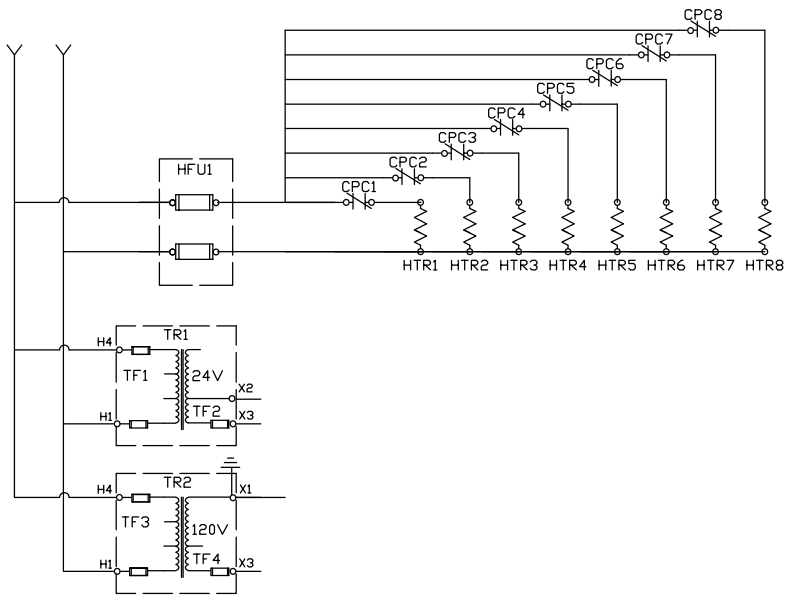 CPC8
CPC7
CPC6
CPC5
CPC4
CPC3
CPC2
HFU1
CPC1
HTR1 HTR2 HTR3 HTR4 HTR5 HTR6 HTR7 HTR8
TR1
H4
TF1 24V
X2
TF2
H1 X3
TR2
H4 X1
TF3
120V
TF4
H1 X3